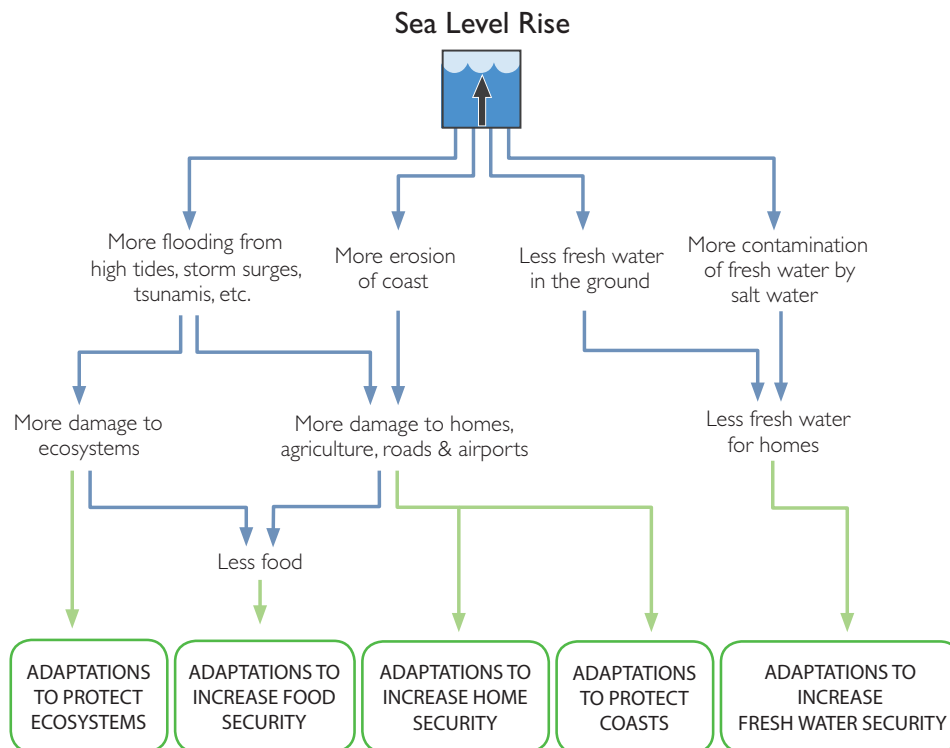 Sea Level Rise
More flooding from
high tides, storm surges,
tsunamis, etc.
More erosion
of coast
Less fresh water
in the ground
More contamination
of fresh water by
salt water
More damage to
ecosystems
More damage to homes,
agriculture, roads & airports
Less fresh water
for homes
Less food
ADAPTATIONS
TO PROTECT
ECOSYSTEMS
ADAPTATIONS TO
INCREASE FOOD
SECURITY
ADAPTATIONS TO
INCREASE HOME
SECURITY
ADAPTATIONS
TO PROTECT
COASTS
ADAPTATIONS TO
INCREASE
FRESH WATER SECURITY